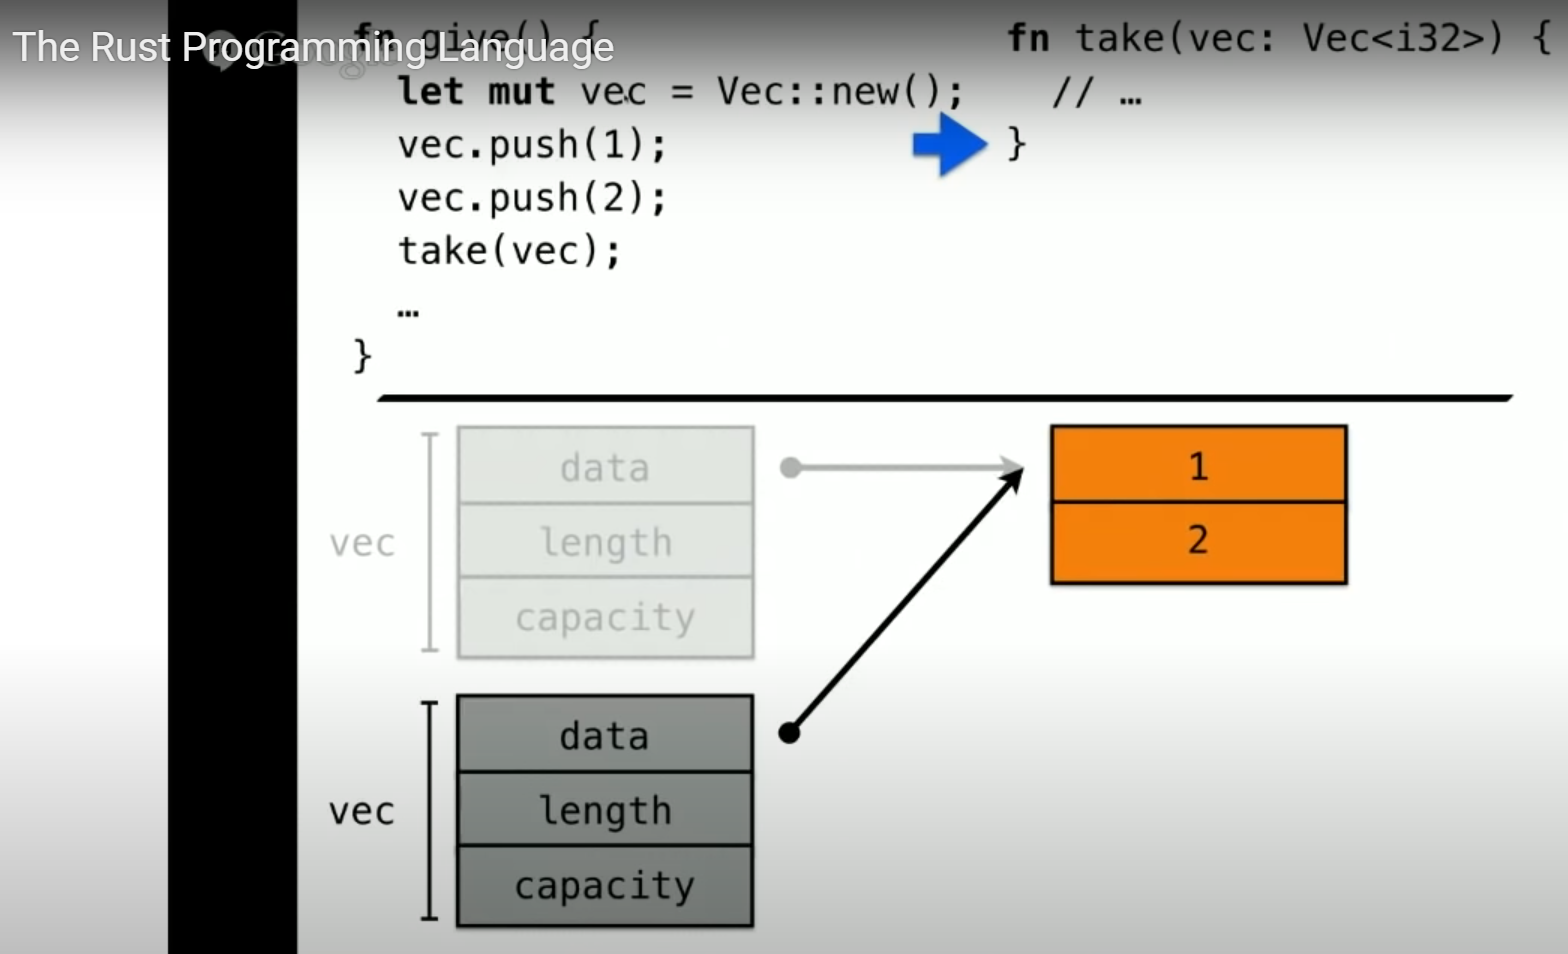 The Rust Programming Language
fn give() {
let mut vec = Vec::new();
vec.push(1);
vec.push(2);
take(vec);
…
}
fn take(vec: Vec<i32>) {
// …
}
vec
data
length
capacity
1
2
vec
data
length
capacity